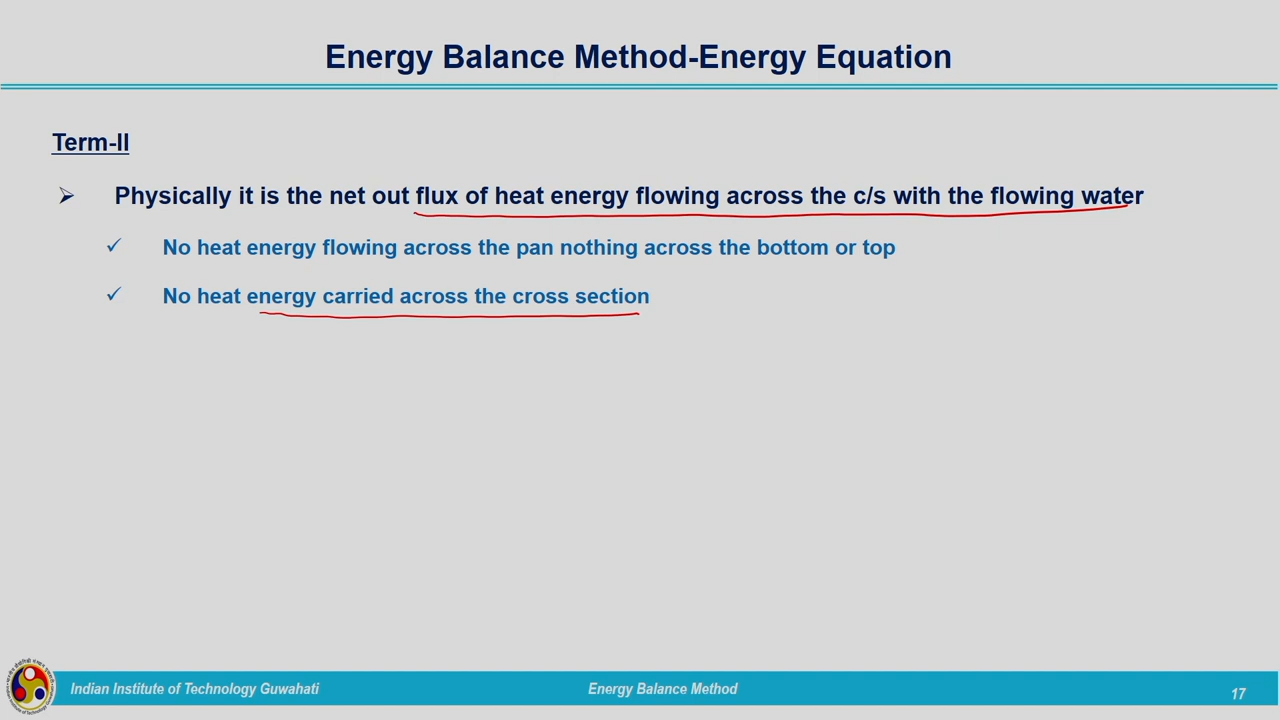 Energy Balance Method-Energy Equation
Term-II
Physically it is the net out flux of heat energy flowing across the c/s with the flowing water
No heat energy flowing across the pan nothing across the bottom or top
No heat energy carried across the cross section
Indian Institute of Technology Guwahati
Energy Balance Method
17